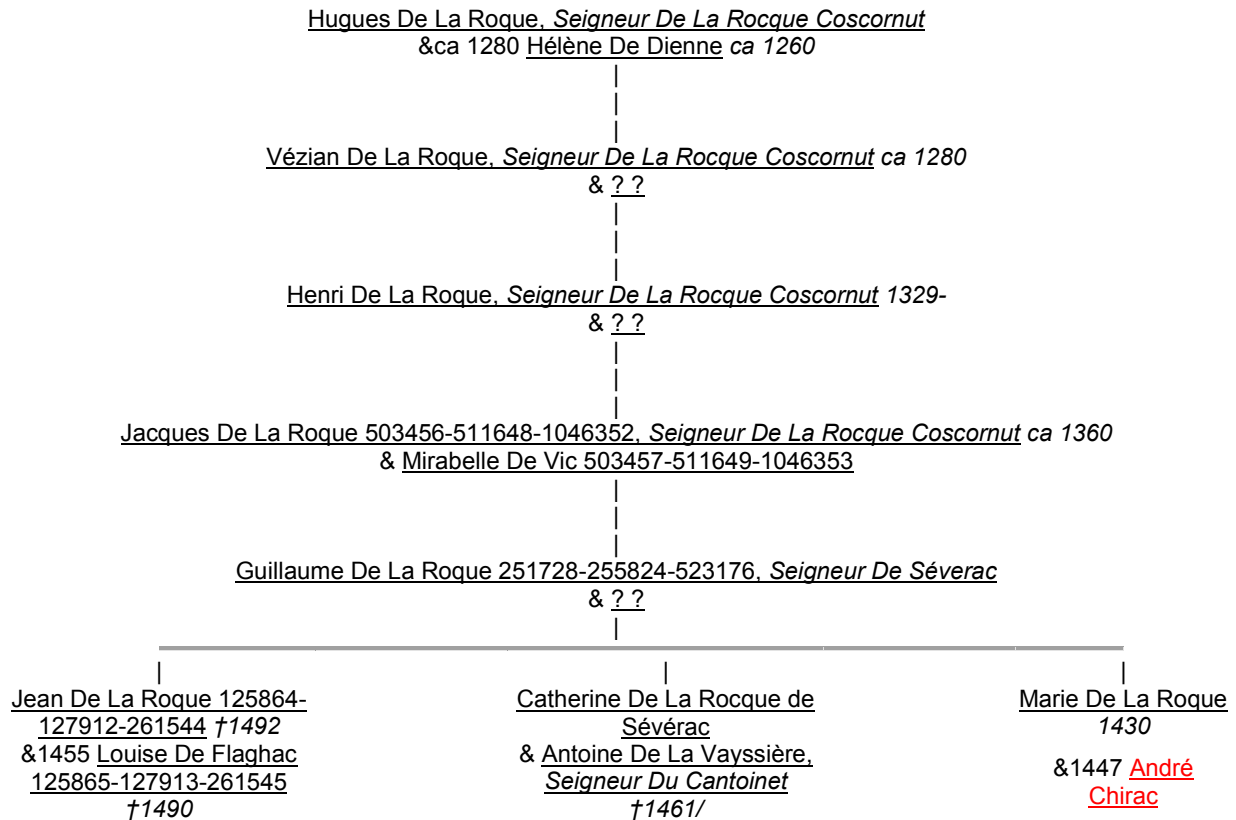 Hugues De La Roque, Seigneur De La Rocque Coscornut
&ca 1280 Hélène De Dienne ca 1260
|
|
|
Vézian De La Roque, Seigneur De La Rocque Coscornut ca 1280
& ? ?
|
|
|
Henri De La Roque, Seigneur De La Rocque Coscornut 1329-
& ? ?
|
|
|
Jacques De La Roque 503456-511648-1046352, Seigneur De La Rocque Coscornut ca 1360
& Mirabelle De Vic 503457-511649-1046353
|
|
|
Guillaume De La Roque 251728-255824-523176, Seigneur De Séverac
& ? ?
|
|
Jean De La Roque 125864-
127912-261544 †1492
&1455 Louise De Flaghac
125865-127913-261545
†1490
|
Catherine De La Rocque de
Sévérac
& Antoine De La Vayssière,
Seigneur Du Cantoinet
†1461/
|
Marie De La Roque
1430
&1447 André
Chirac